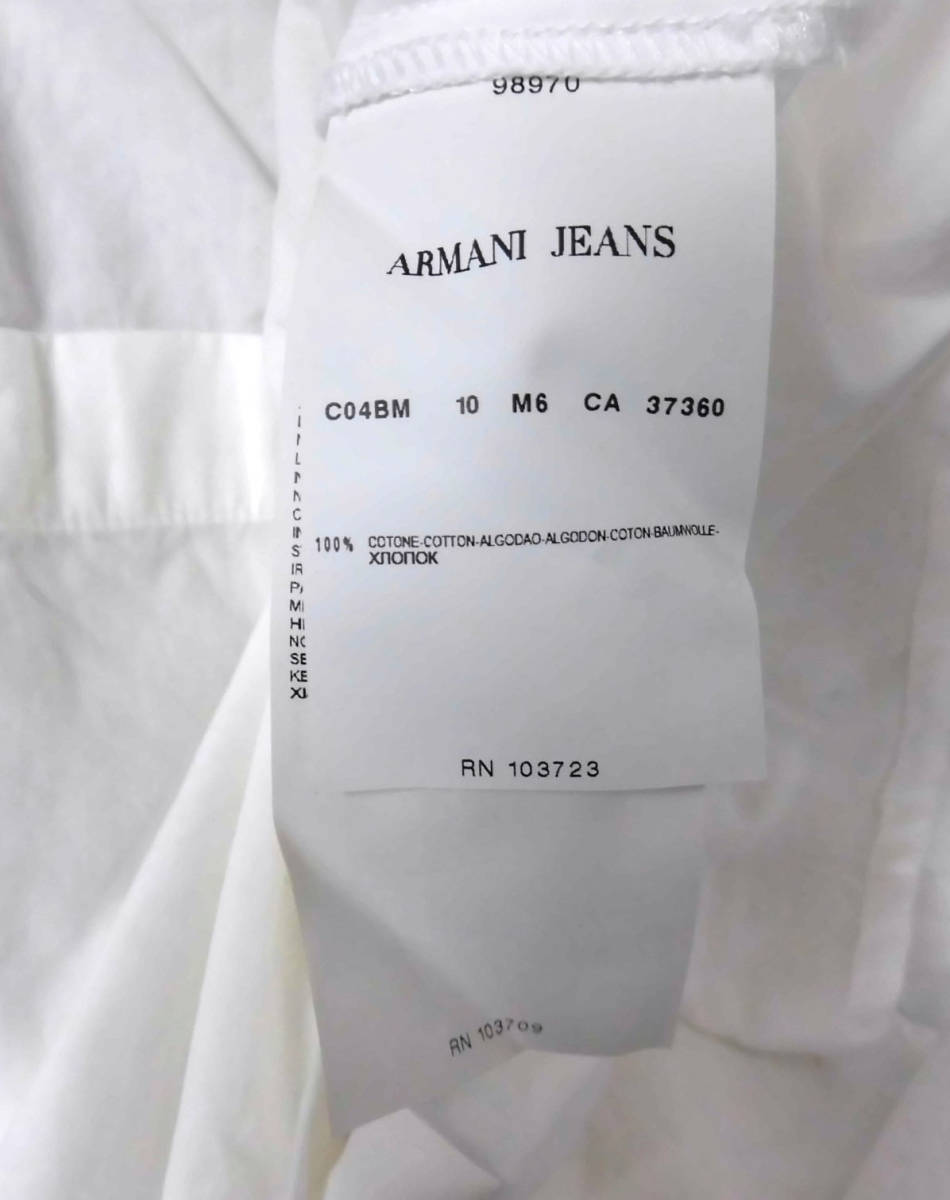 98970
ARMANI JEANS
C04BM 10 M6 CA 37360
100% COTONE-COTTON-ALGODAO-ALGODON-COTON-BAUMWOLLE-
ХЛОПОК
RN 103723
RN 103709